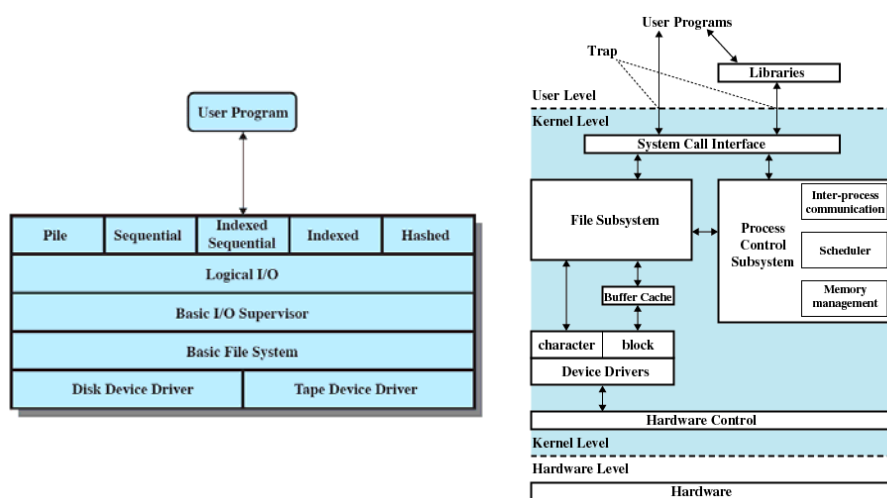 User Program
Pile
Sequential
Indexed
Sequential
Indexed
Hashed
Logical I/O
Basic I/O Supervisor
Basic File System
Disk Device Driver
Tape Device Driver
User Programs
Trap
Libraries
User Level
Kernel Level
System Call Interface
File Subsystem
Process
Control
Subsystem
Inter-process
communication
Scheduler
Memory
management
Buffer Cache
character
block
Device Drivers
Hardware Control
Kernel Level
Hardware Level
Hardware